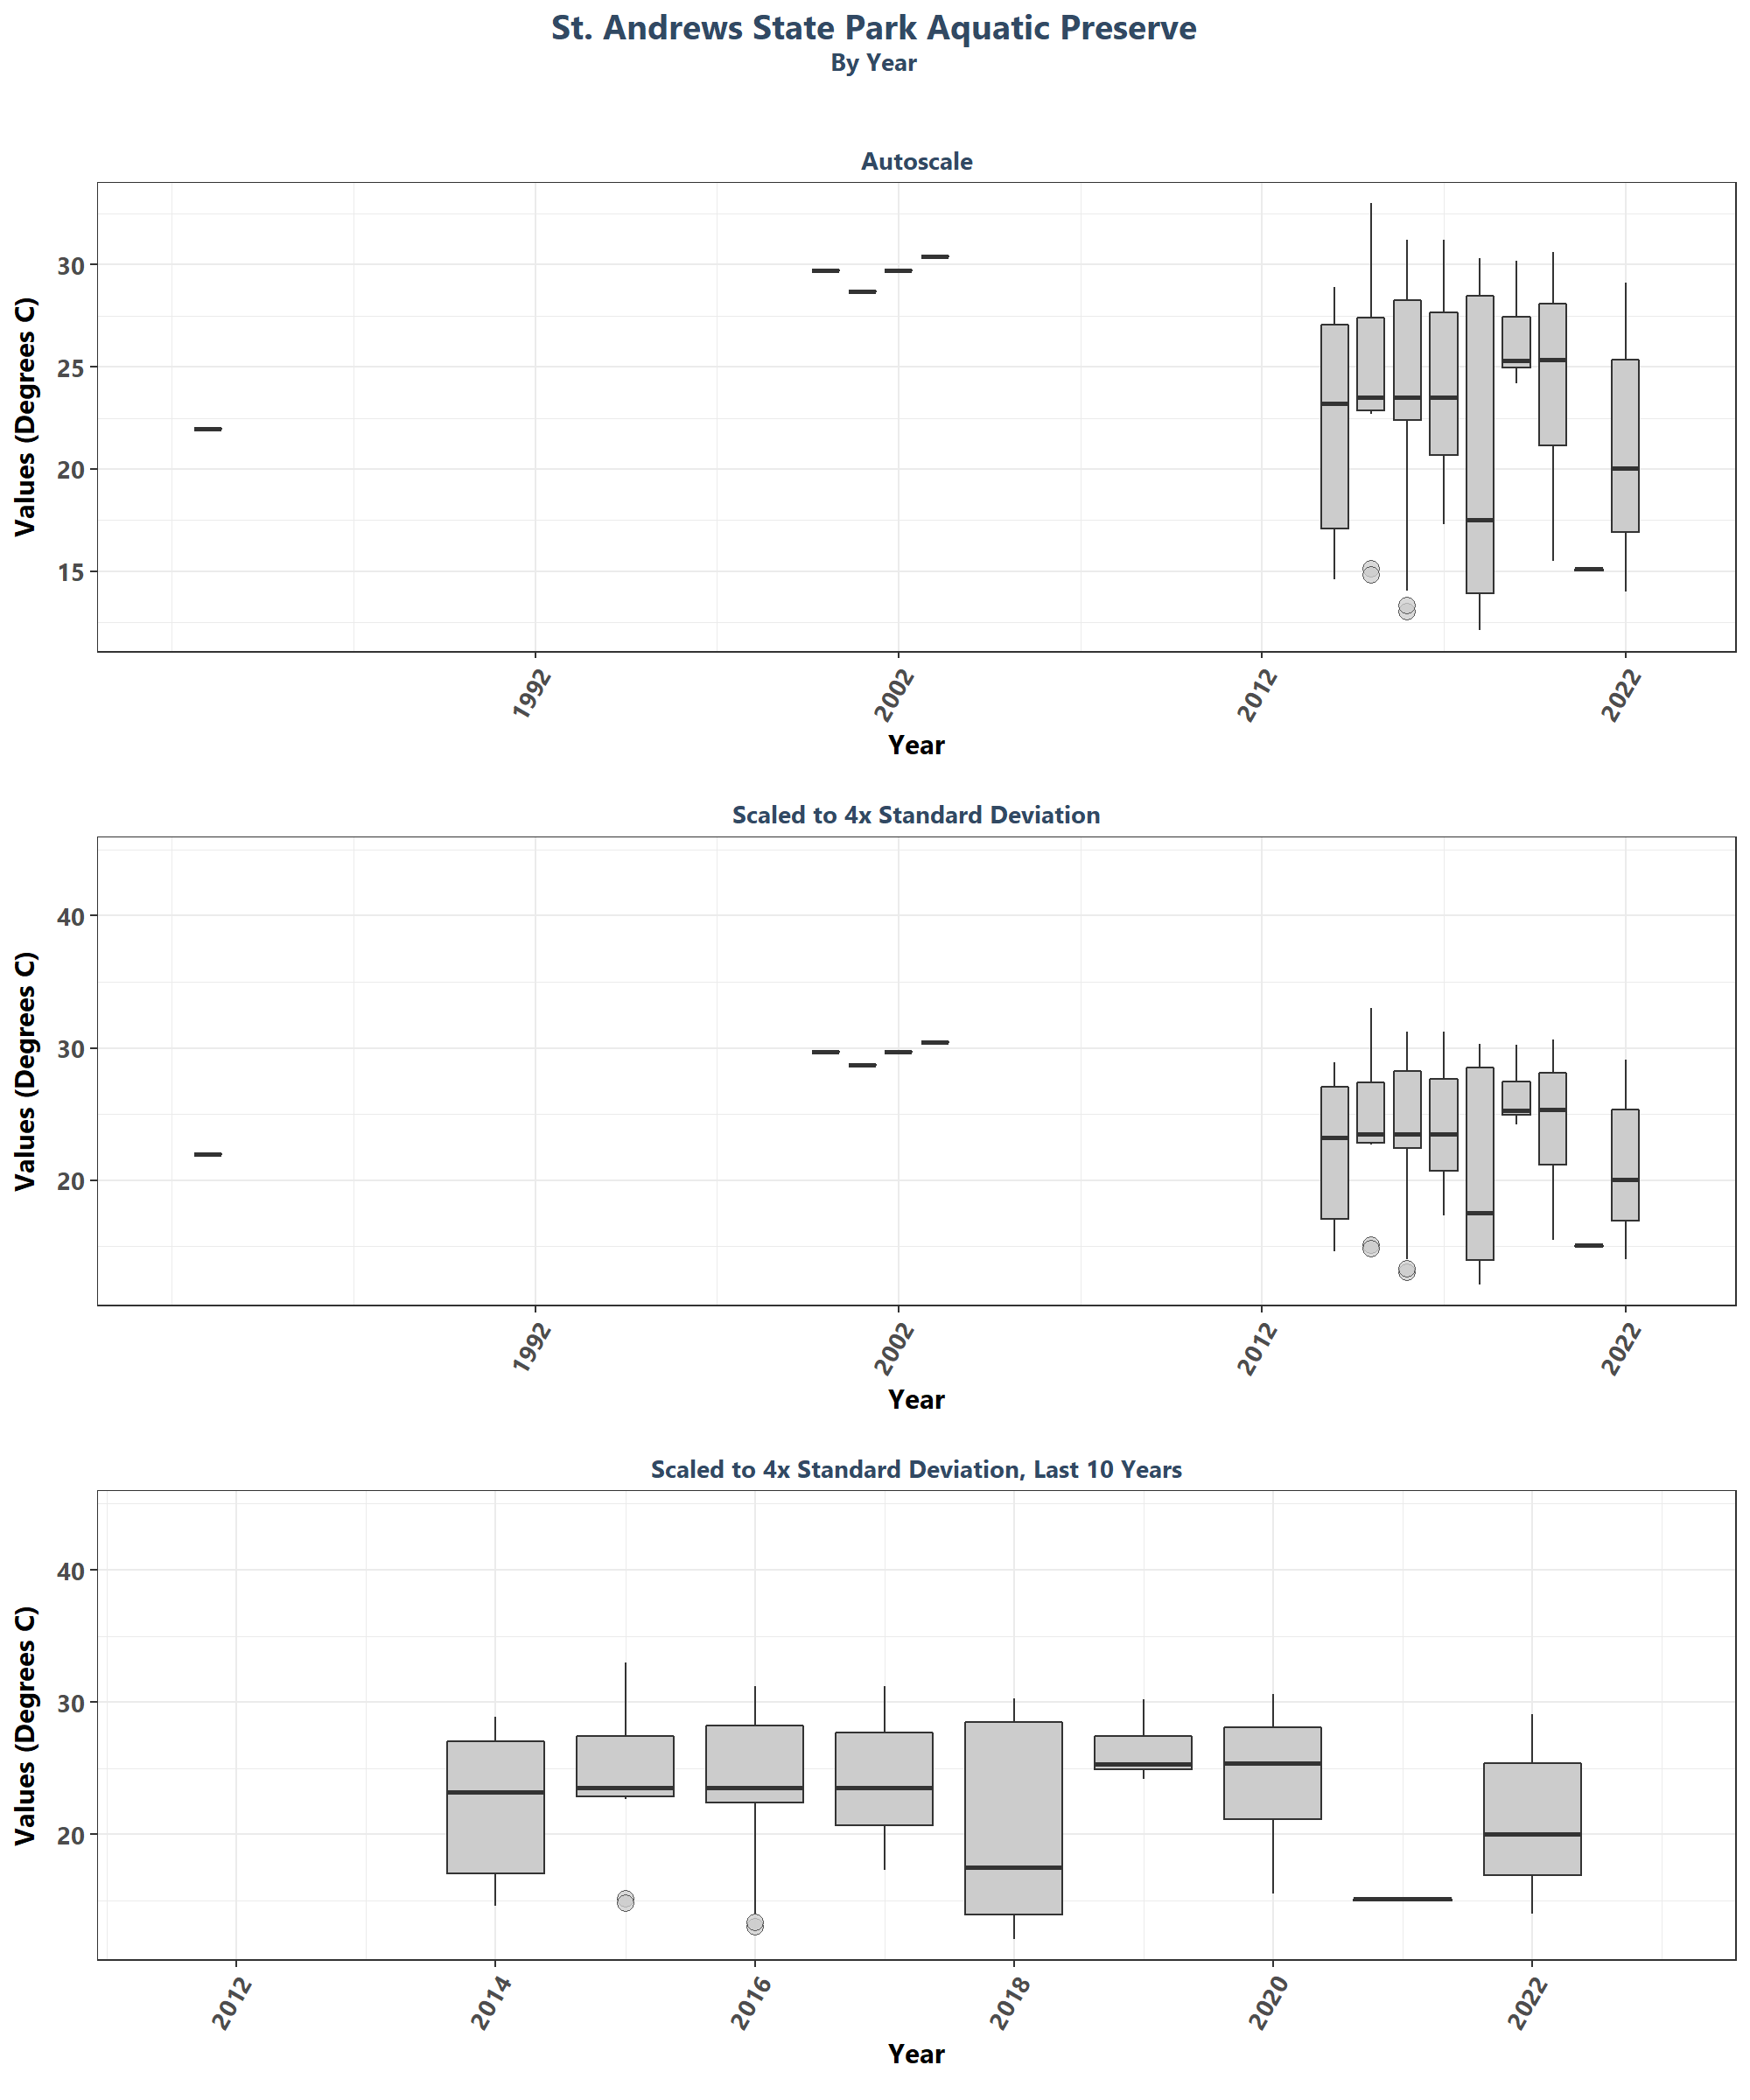 St. Andrews State Park Aquatic Preserve
By Year
Autoscale
Values (Degrees C)
30
25
20
15
1992
2002
2012
2022
Year
Scaled to 4x Standard Deviation
Values (Degrees C)
40
30
20
1992
2002
2012
2022
Year
Scaled to 4x Standard Deviation, Last 10 Years
Values (Degrees C)
40
30
20
2012
2014
2016
2018
2020
2022
Year